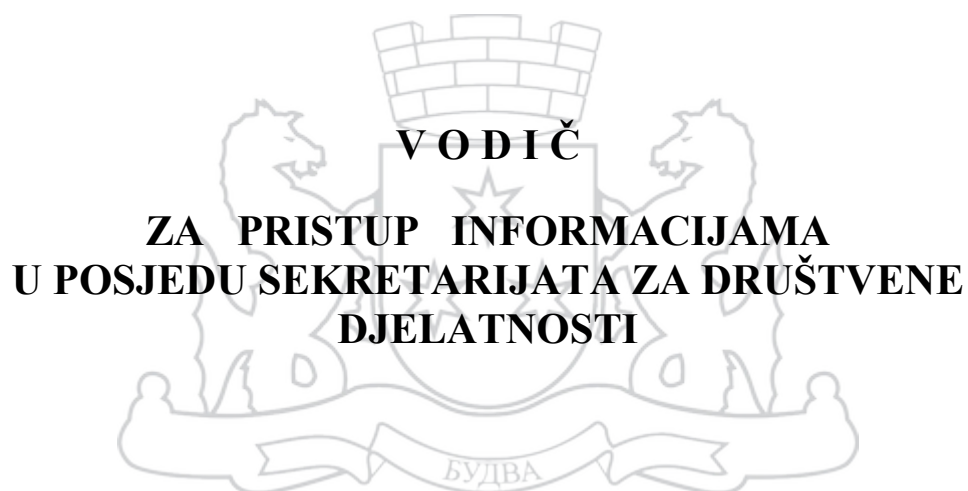 V O D I Č
ZA PRISTUP INFORMACIJAMA
U POSJEDU SEKRETARIJATA ZA DRUŠTVENE
DJELATNOSTI
БУДВА